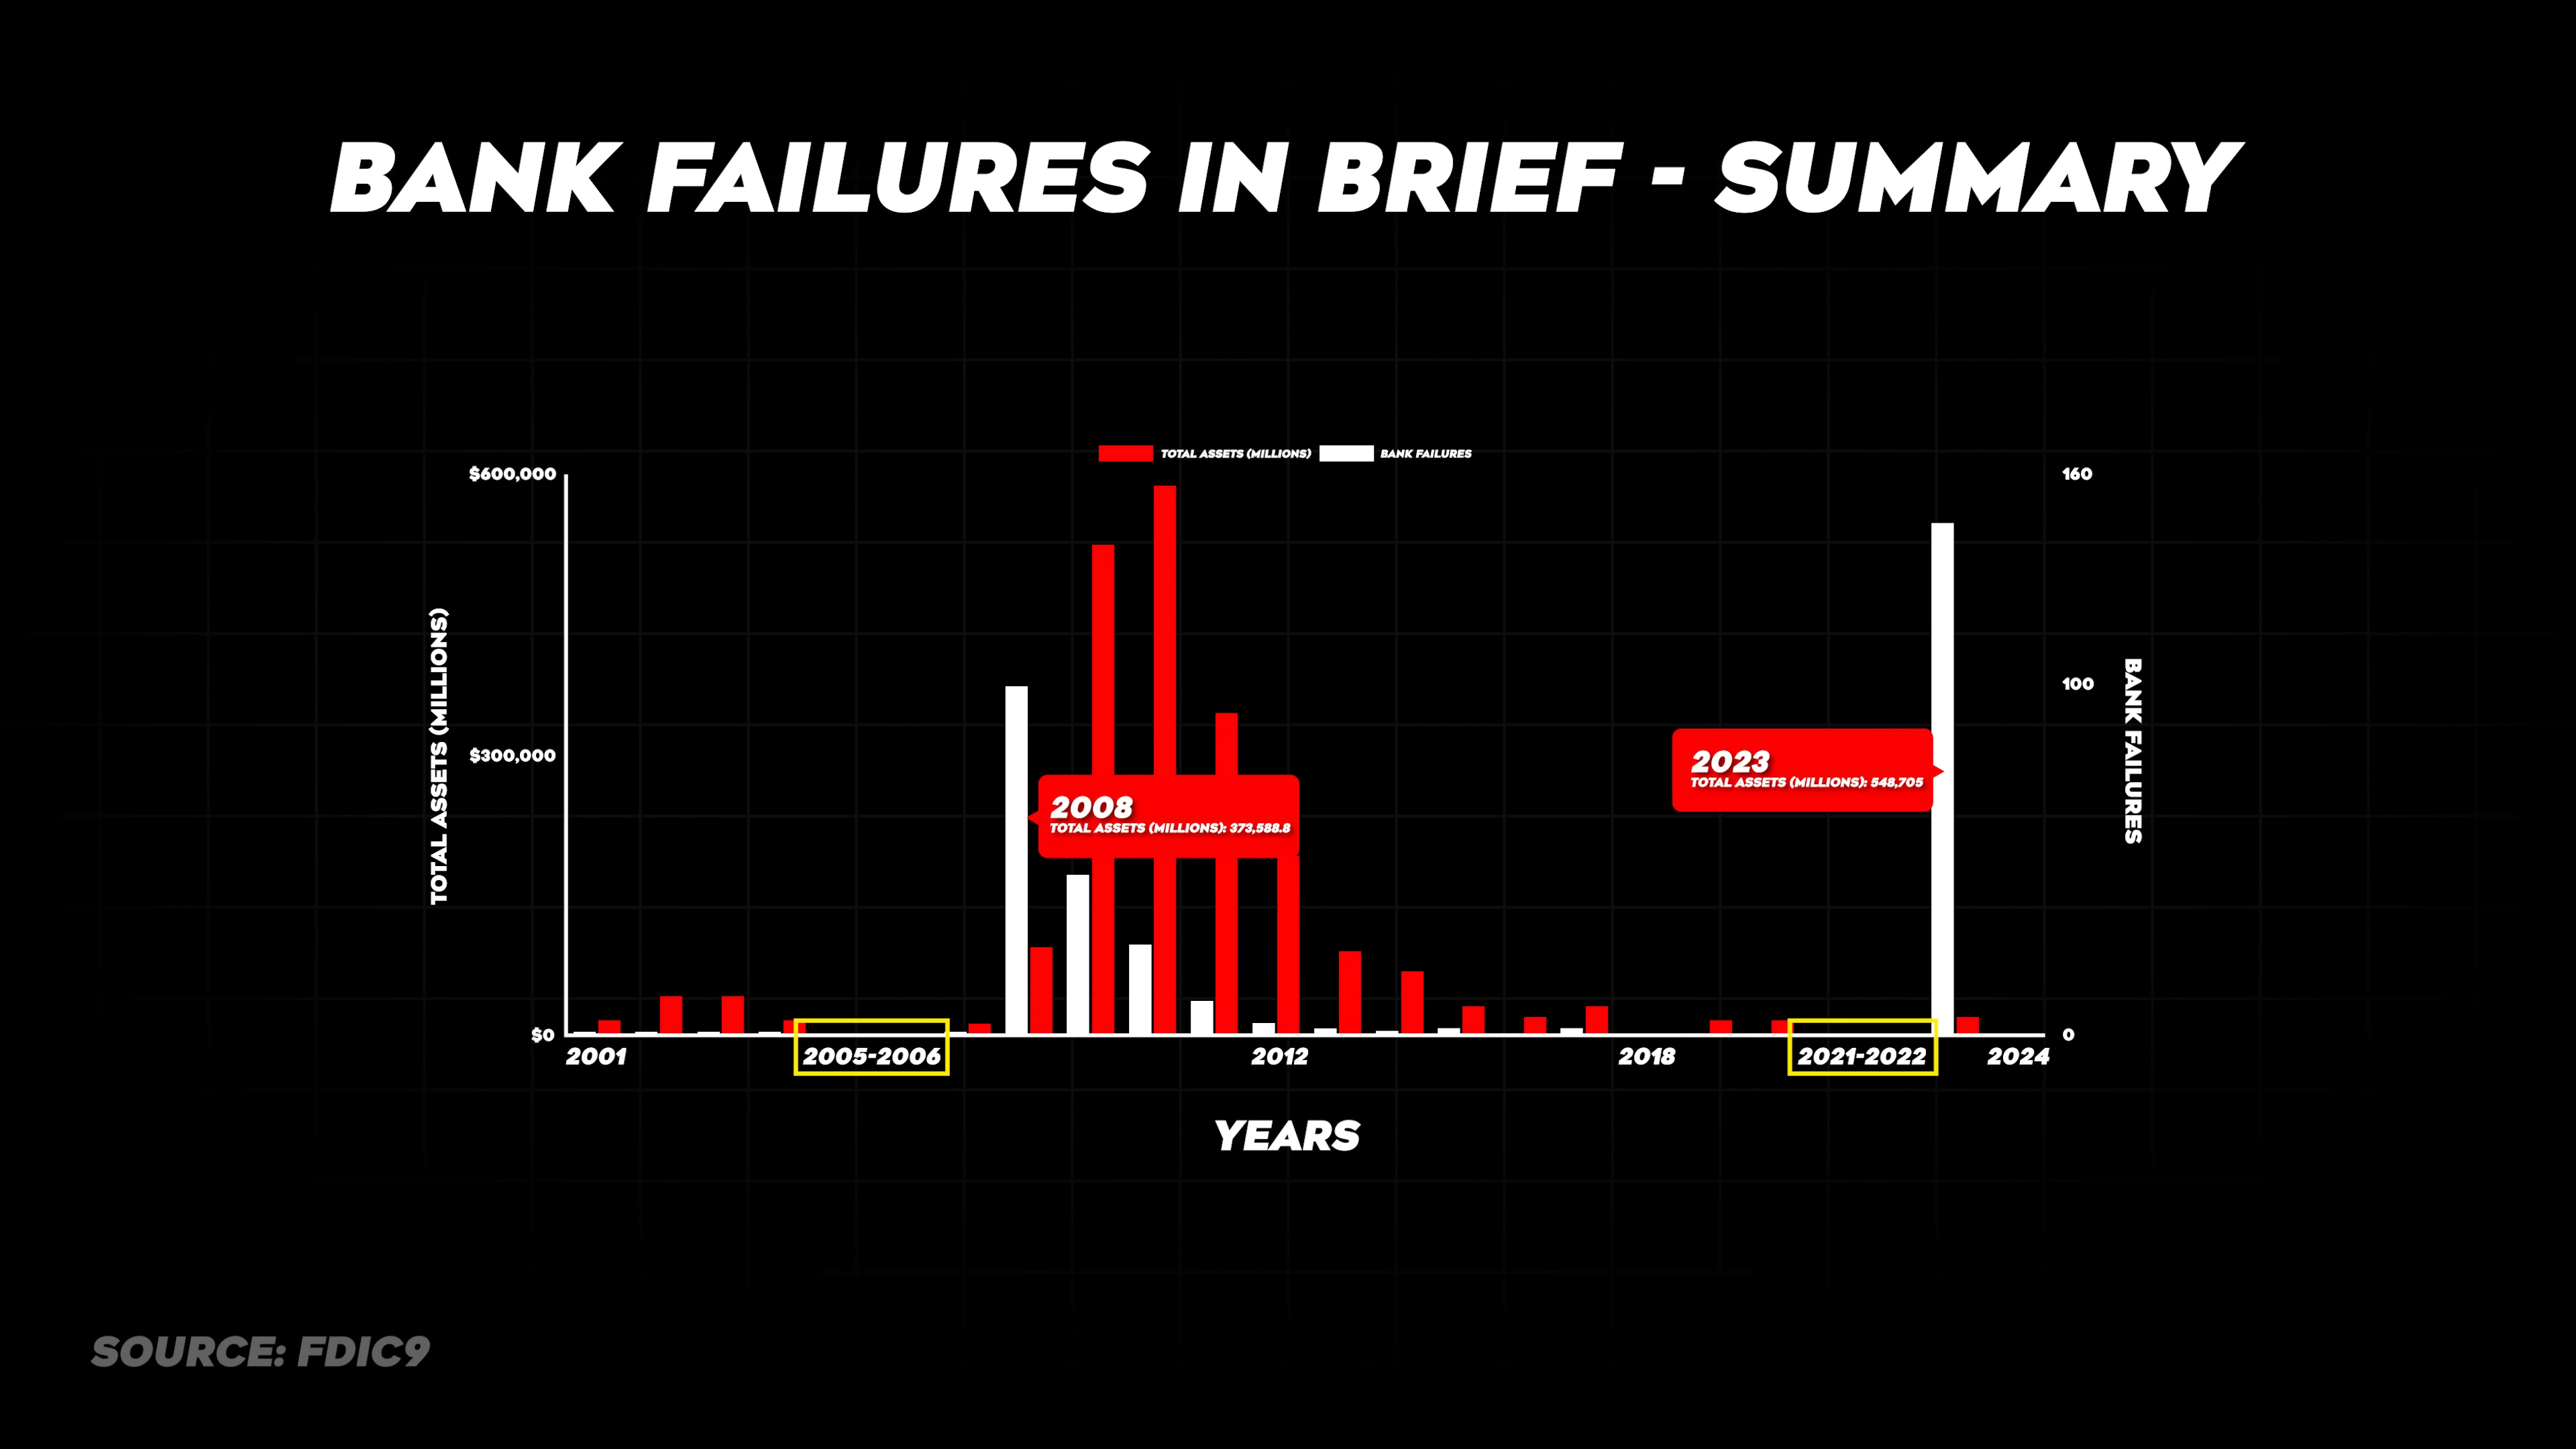 BANK FAILURES IN BRIEF - SUMMARY
TOTAL ASSETS (MILLIONS)
BANK FAILURES
$600,000
$300,000
$0
TOTAL ASSETS (MILLIONS)
160
100
0
BANK FAILURES
2008
TOTAL ASSETS (MILLIONS): 373,588.8
2023
TOTAL ASSETS (MILLIONS): 548,705
2001
2005-2006
2012
2018
2021-2022
2024
YEARS
SOURCE: FDIC9